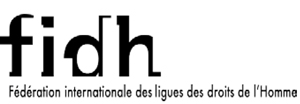 fidh
Fédération internationale des ligues des droits de l'Homme